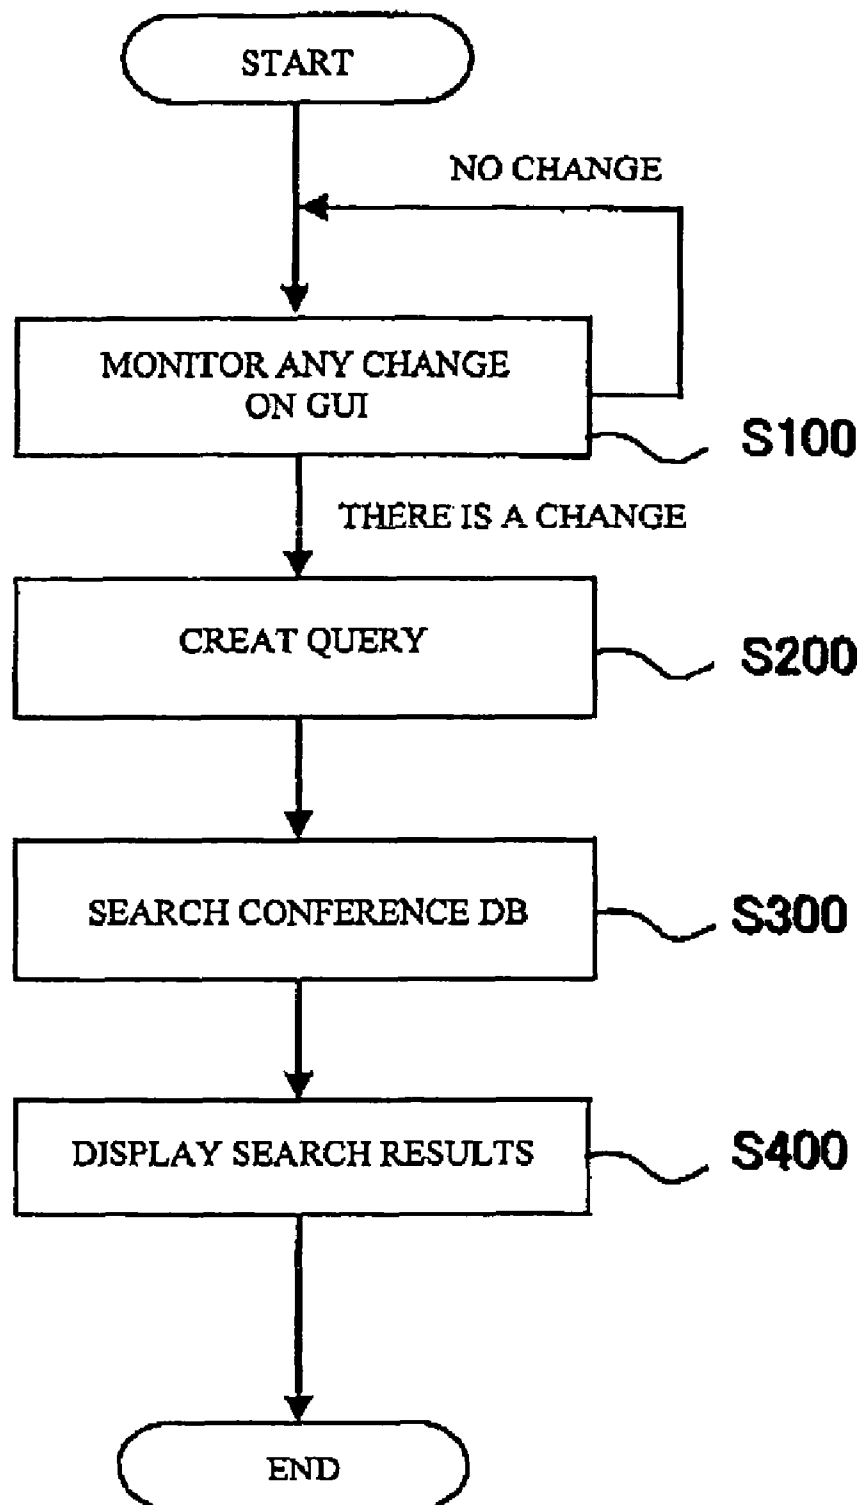 START
NO CHANGE
MONITOR ANY CHANGE
ON GUI
S100
THERE IS A CHANGE
CREAT QUERY
S200
SEARCH CONFERENCE DB
S300
DISPLAY SEARCH RESULTS
S400
END